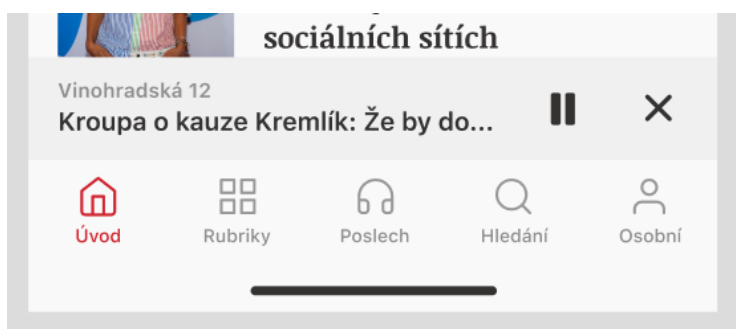 sociálních sítích
Vinohradská 12
Kroupa o kauze Kremlík: Že by do...
Úvod
Rubriky
Poslech
Hledání
Osobní